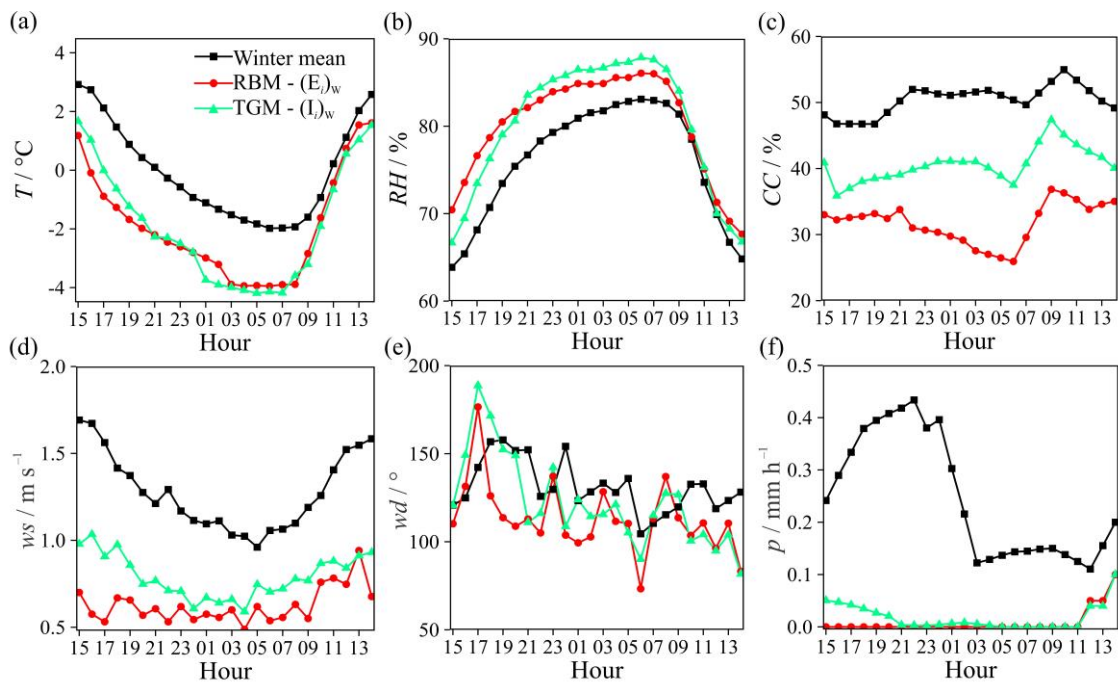 (a)
4
2
0
-2
-4
T / °C
Winter mean
RBM - (Ei)w
TGM - (Ii)w
15 17 19 21 23 01 03 05 07 09 11 13
Hour
(b)
90
80
70
60
RH / %
15 17 19 21 23 01 03 05 07 09 11 13
Hour
(c)
60
50
40
30
20
CC / %
15 17 19 21 23 01 03 05 07 09 11 13
Hour
(d)
2.0
1.5
1.0
0.5
ws / m s⁻¹
15 17 19 21 23 01 03 05 07 09 11 13
Hour
(e)
200
150
100
50
wd / °
15 17 19 21 23 01 03 05 07 09 11 13
Hour
(f)
0.5
0.4
0.3
0.2
0.1
0.0
p / mm h⁻¹
15 17 19 21 23 01 03 05 07 09 11 13
Hour